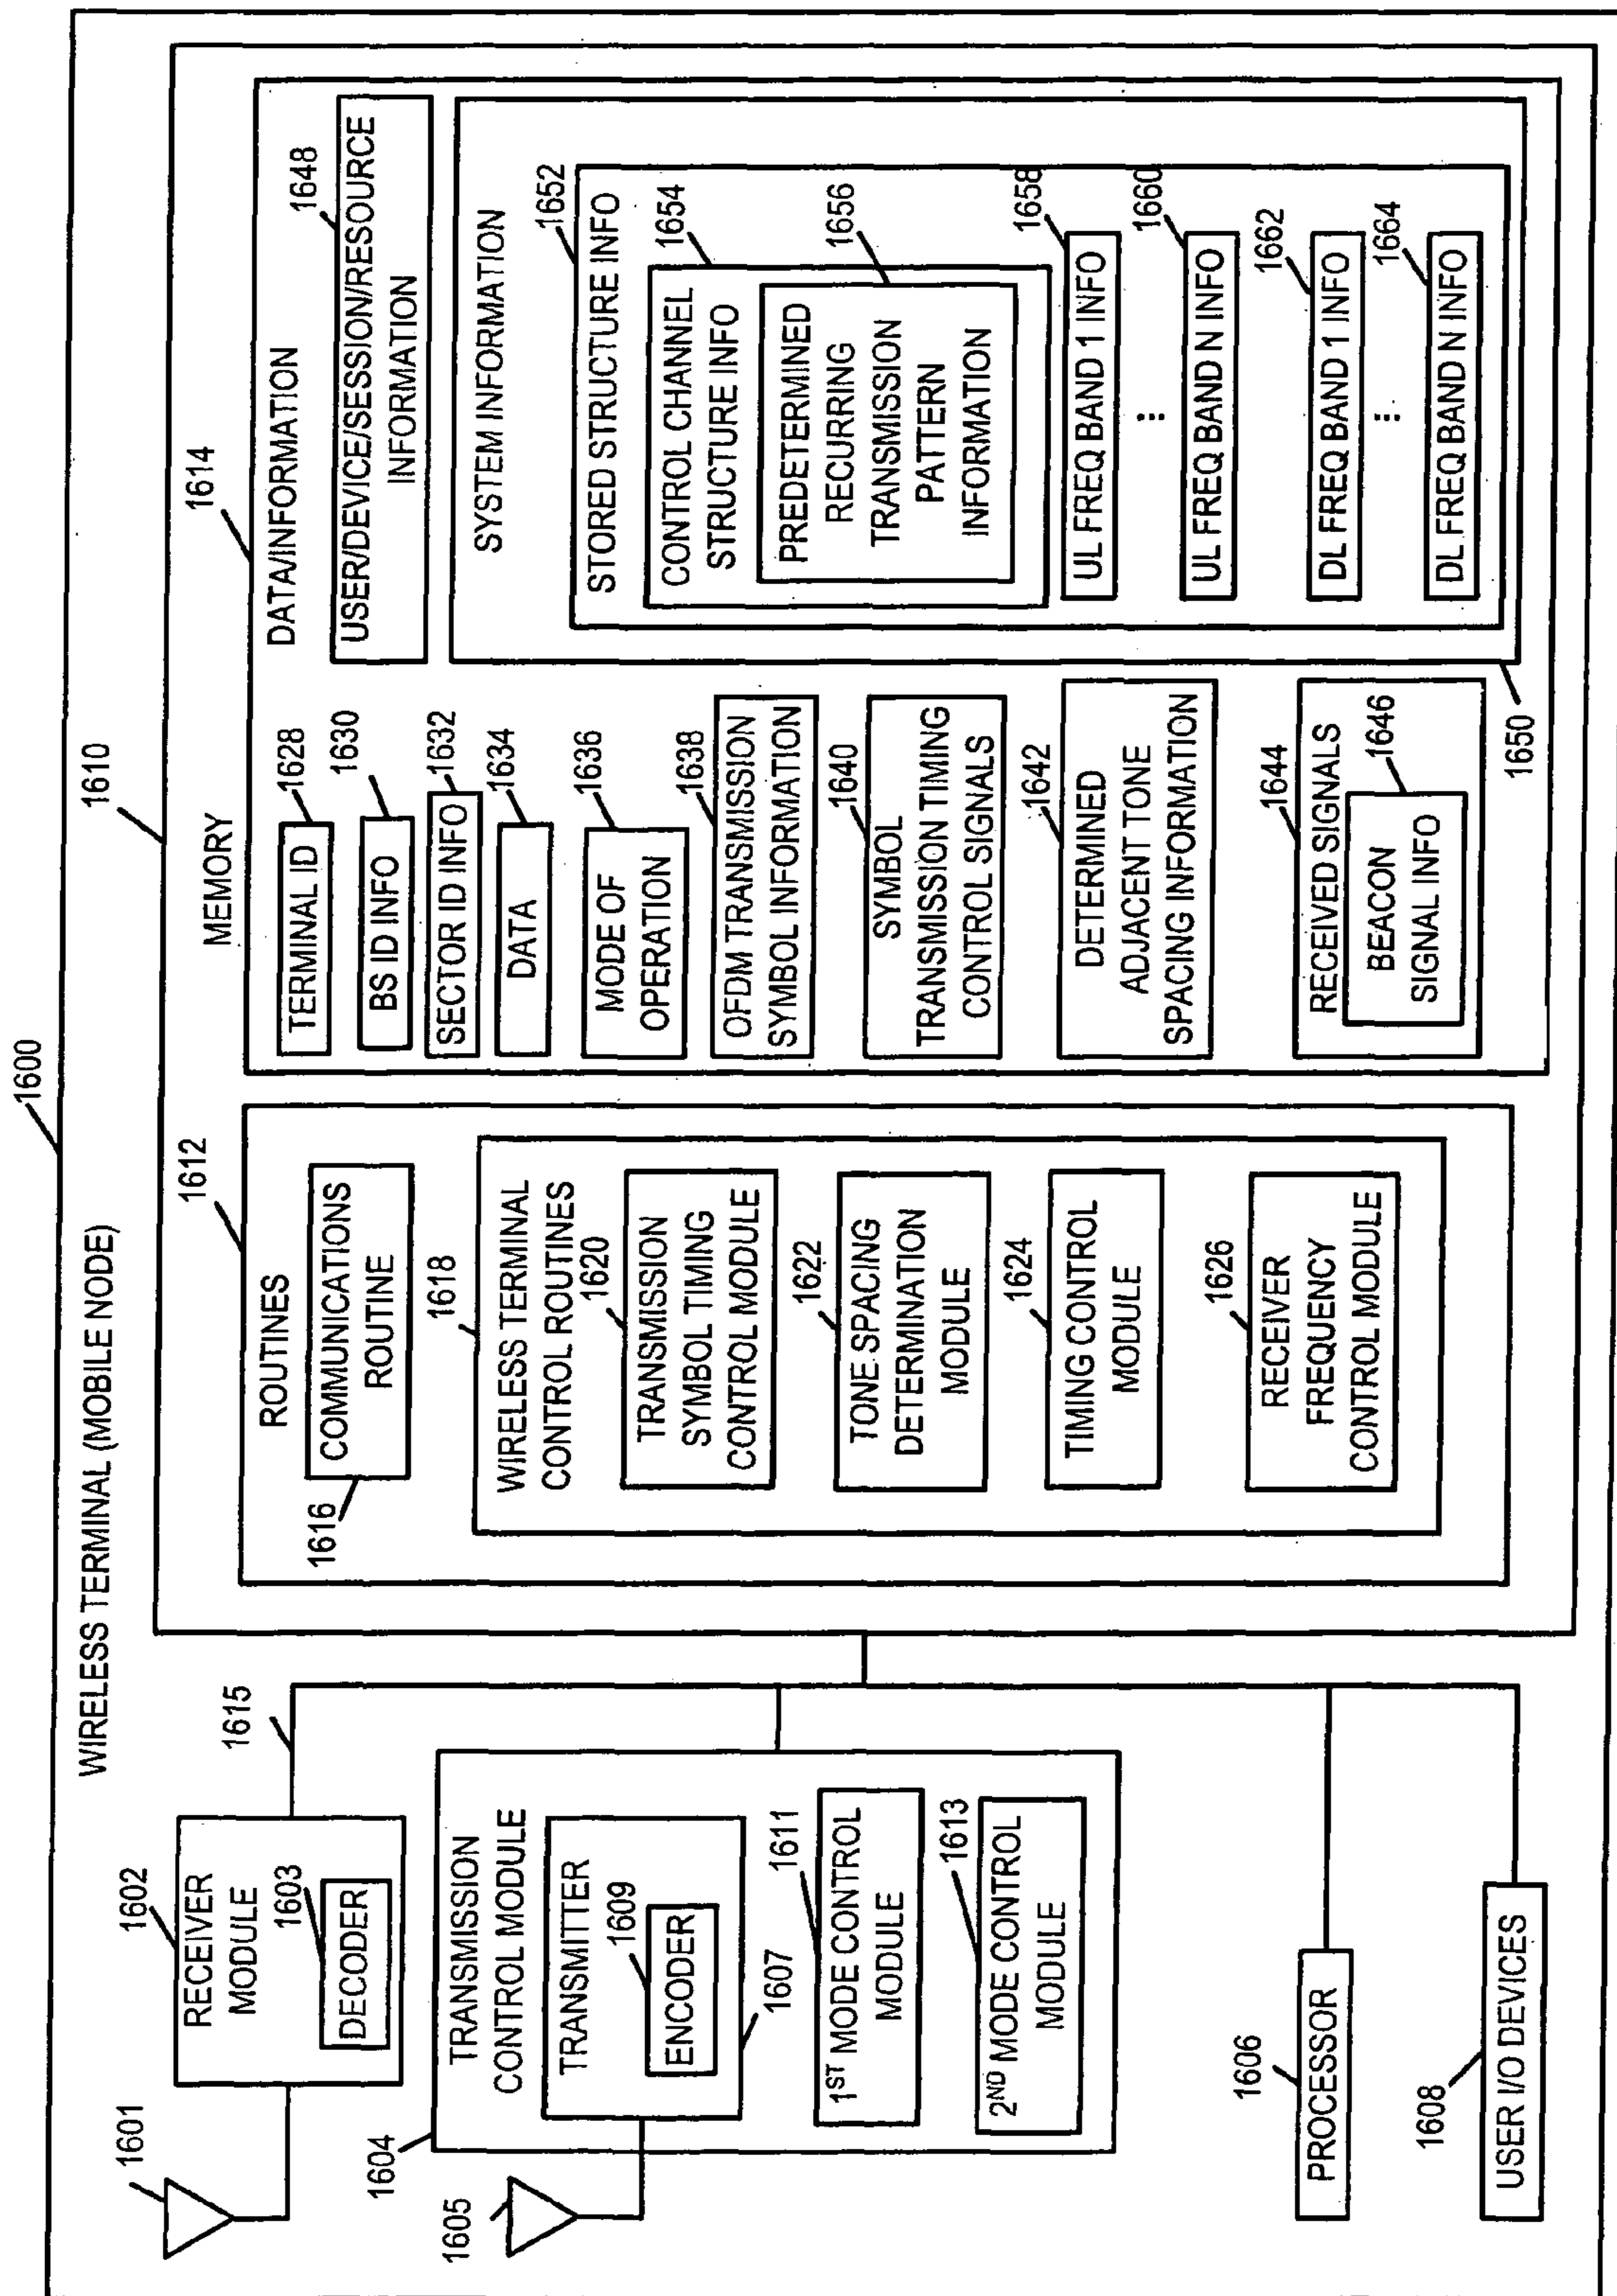 1600
WIRELESS TERMINAL (MOBILE NODE)
1601
1602
RECEIVER
MODULE
1603
DECODER
1615
1604
TRANSMISSION
CONTROL MODULE
1605
TRANSMITTER
1609
ENCODER
1607
1611
1ST MODE CONTROL
MODULE
1613
2ND MODE CONTROL
MODULE
1606
PROCESSOR
1608
USER I/O DEVICES
1610
MEMORY
1612
ROUTINES
COMMUNICATIONS
ROUTINE
1616
1618
WIRELESS TERMINAL
CONTROL ROUTINES
1620
TRANSMISSION
SYMBOL TIMING
CONTROL MODULE
1622
TONE SPACING
DETERMINATION
MODULE
1624
TIMING CONTROL
MODULE
1626
RECEIVER
FREQUENCY
CONTROL MODULE
1614
DATA/INFORMATION
1628
TERMINAL ID
1630
BS ID INFO
1632
SECTOR ID INFO
1634
DATA
1636
MODE OF
OPERATION
1638
OFDM TRANSMISSION
SYMBOL INFORMATION
1640
SYMBOL
TRANSMISSION TIMING
CONTROL SIGNALS
1642
DETERMINED
ADJACENT TONE
SPACING INFORMATION
1644
RECEIVED SIGNALS
1646
BEACON
SIGNAL INFO
1648
USER/DEVICE/SESSION/RESOURCE
INFORMATION
1650
SYSTEM INFORMATION
1652
STORED STRUCTURE INFO
1654
CONTROL CHANNEL
STRUCTURE INFO
1656
PREDETERMINED
RECURRING
TRANSMISSION
PATTERN
INFORMATION
1658
UL FREQ BAND 1 INFO
⋮
1660
UL FREQ BAND N INFO
1662
DL FREQ BAND 1 INFO
⋮
1664
DL FREQ BAND N INFO